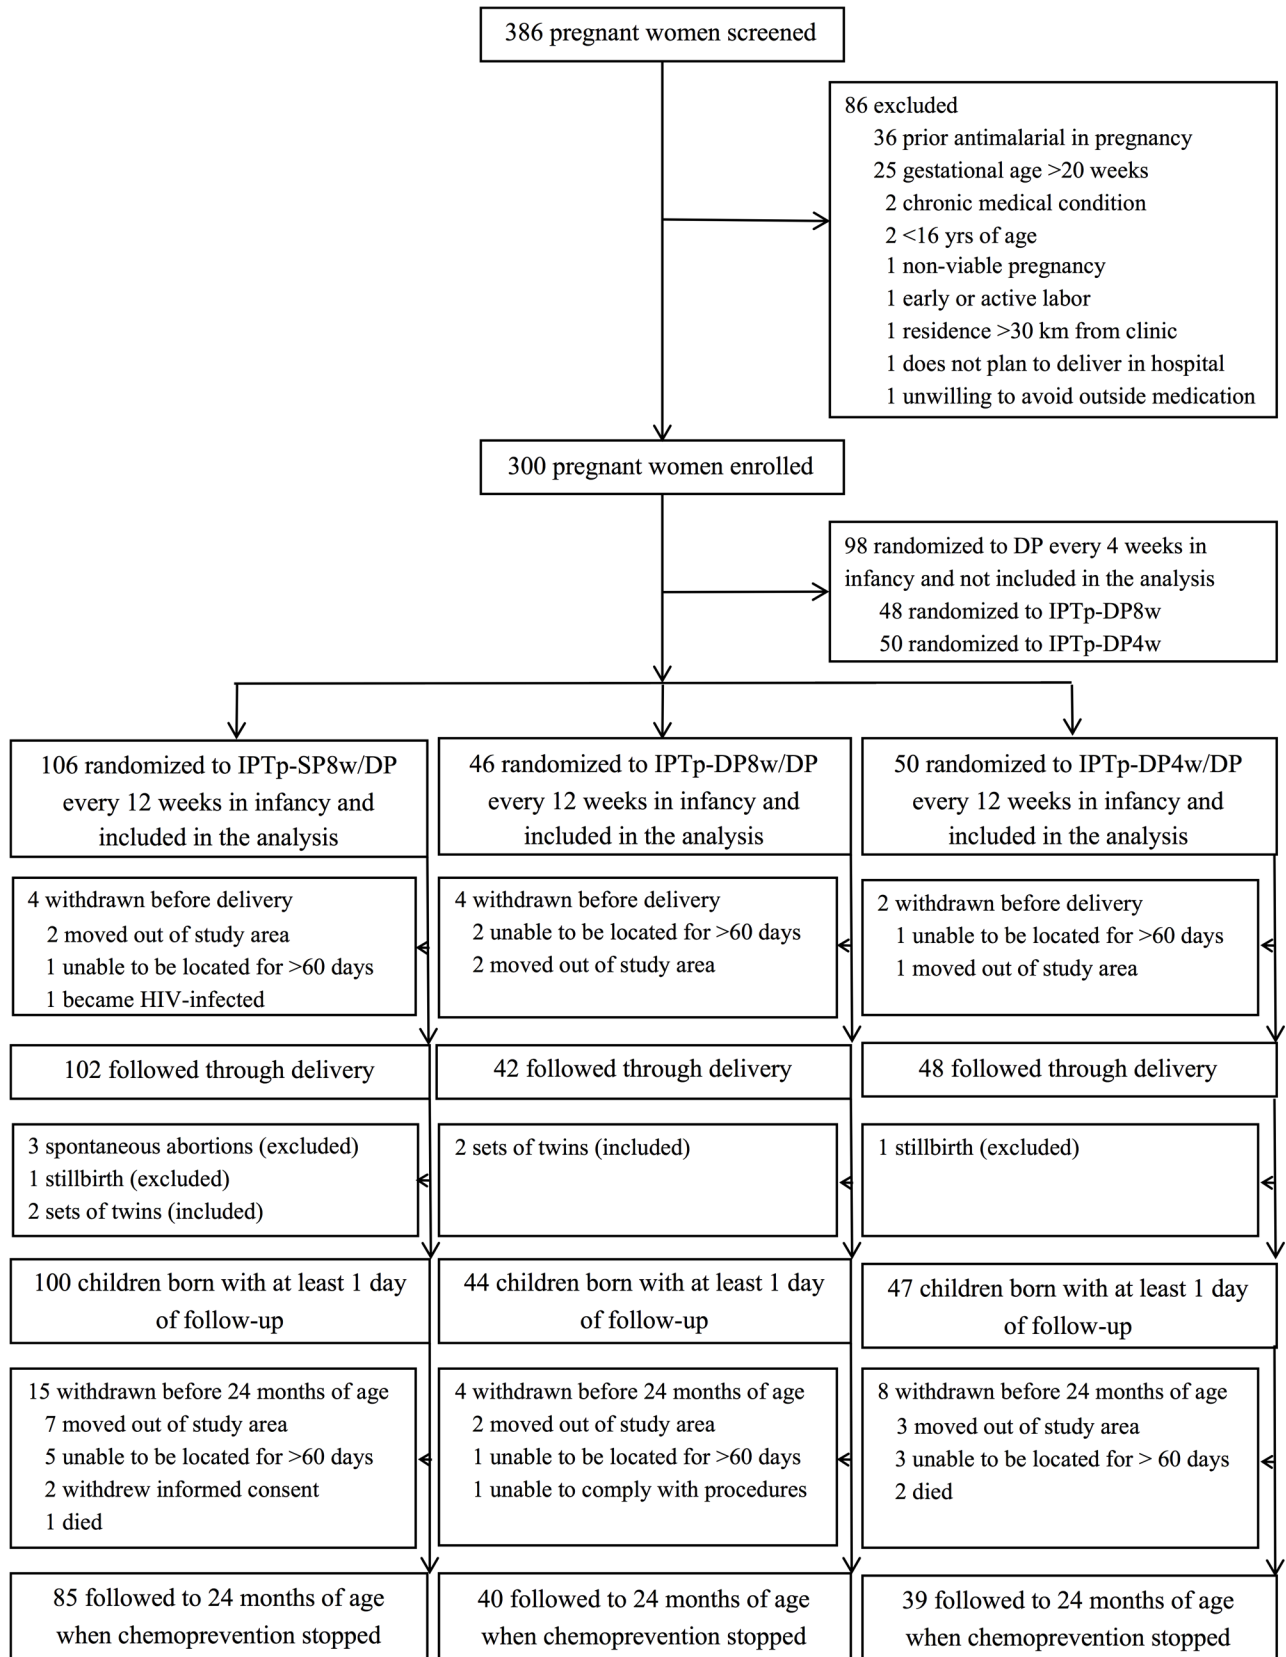 386 pregnant women screened
86 excluded
36 prior antimalarial in pregnancy
25 gestational age >20 weeks
2 chronic medical condition
2 <16 yrs of age
1 non-viable pregnancy
1 early or active labor
1 residence >30 km from clinic
1 does not plan to deliver in hospital
1 unwilling to avoid outside medication
300 pregnant women enrolled
98 randomized to DP every 4 weeks in
infancy and not included in the analysis
48 randomized to IPTp-DP8w
50 randomized to IPTp-DP4w
106 randomized to IPTp-SP8w/DP
every 12 weeks in infancy and
included in the analysis
46 randomized to IPTp-DP8w/DP
every 12 weeks in infancy and
included in the analysis
50 randomized to IPTp-DP4w/DP
every 12 weeks in infancy and
included in the analysis
4 withdrawn before delivery
2 moved out of study area
1 unable to be located for >60 days
1 became HIV-infected
4 withdrawn before delivery
2 unable to be located for >60 days
2 moved out of study area
2 withdrawn before delivery
1 unable to be located for >60 days
1 moved out of study area
102 followed through delivery
42 followed through delivery
48 followed through delivery
3 spontaneous abortions (excluded)
1 stillbirth (excluded)
2 sets of twins (included)
2 sets of twins (included)
1 stillbirth (excluded)
100 children born with at least 1 day
of follow-up
44 children born with at least 1 day
of follow-up
47 children born with at least 1 day
of follow-up
15 withdrawn before 24 months of age
7 moved out of study area
5 unable to be located for >60 days
2 withdrew informed consent
1 died
4 withdrawn before 24 months of age
2 moved out of study area
1 unable to be located for >60 days
1 unable to comply with procedures
8 withdrawn before 24 months of age
3 moved out of study area
3 unable to be located for > 60 days
2 died
85 followed to 24 months of age
when chemoprevention stopped
40 followed to 24 months of age
when chemoprevention stopped
39 followed to 24 months of age
when chemoprevention stopped